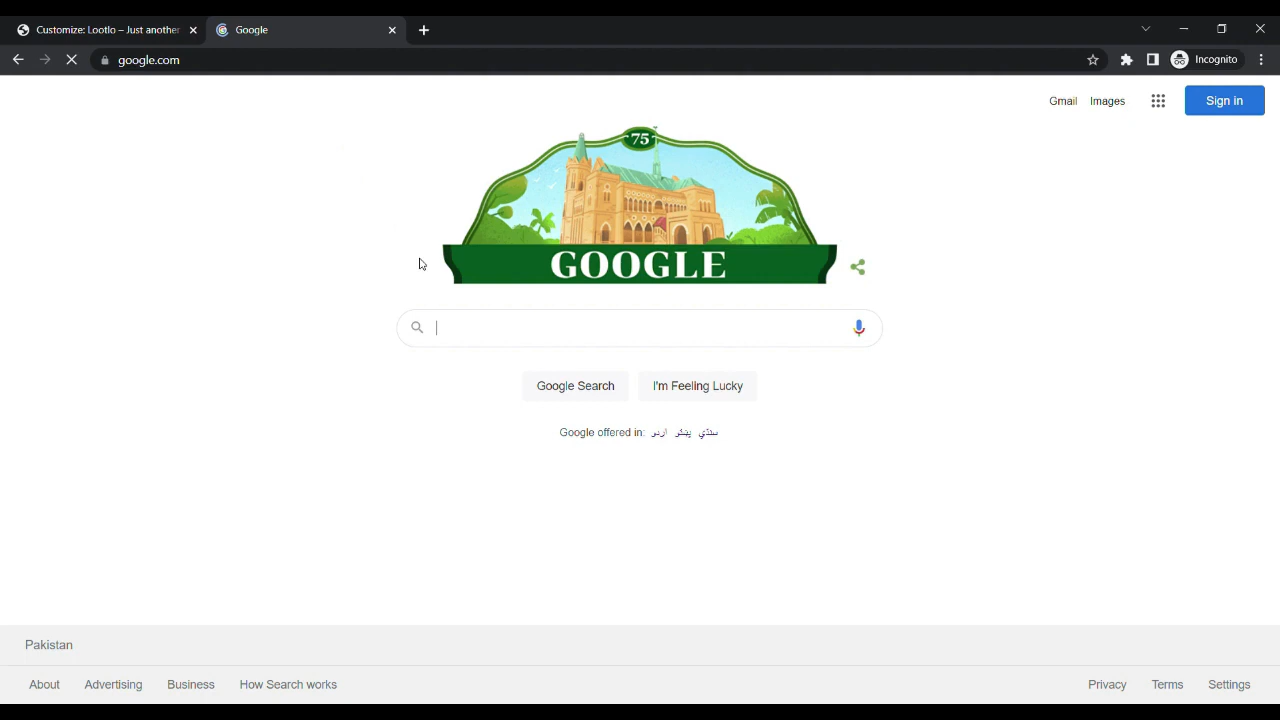 Customize: Lootlo – Just another
Google
google.com
Incognito
Gmail Images Sign in
75
GOOGLE
Google Search I'm Feeling Lucky
Google offered in: اردو پښتو سنڌي
Pakistan
About Advertising Business How Search works Privacy Terms Settings